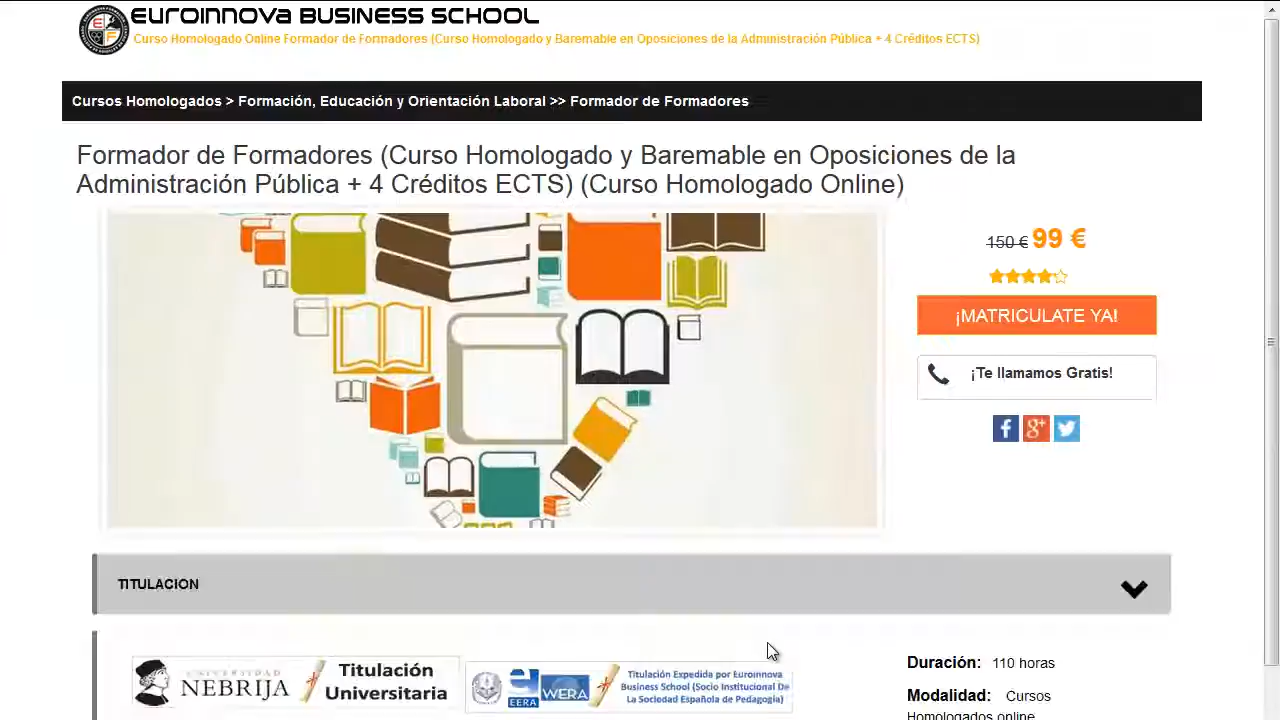 EUROINNOVA BUSINESS SCHOOL
Curso Homologado Online Formador de Formadores (Curso Homologado y Baremable en Oposiciones de la Administración Pública + 4 Créditos ECTS)
Cursos Homologados > Formación, Educación y Orientación Laboral >> Formador de Formadores
Formador de Formadores (Curso Homologado y Baremable en Oposiciones de la
Administración Pública + 4 Créditos ECTS) (Curso Homologado Online)
150 € 99 €
¡MATRICULATE YA!
¡Te llamamos Gratis!
TITULACION
UNIVERSIDAD
NEBRIJA
Titulación
Universitaria
EERA
WERA
Titulación Expedida por Euroinnova
Business School (Socio Institucional De
La Sociedad Española de Pedagogía)
Duración: 110 horas
Modalidad: Cursos
Homologados online